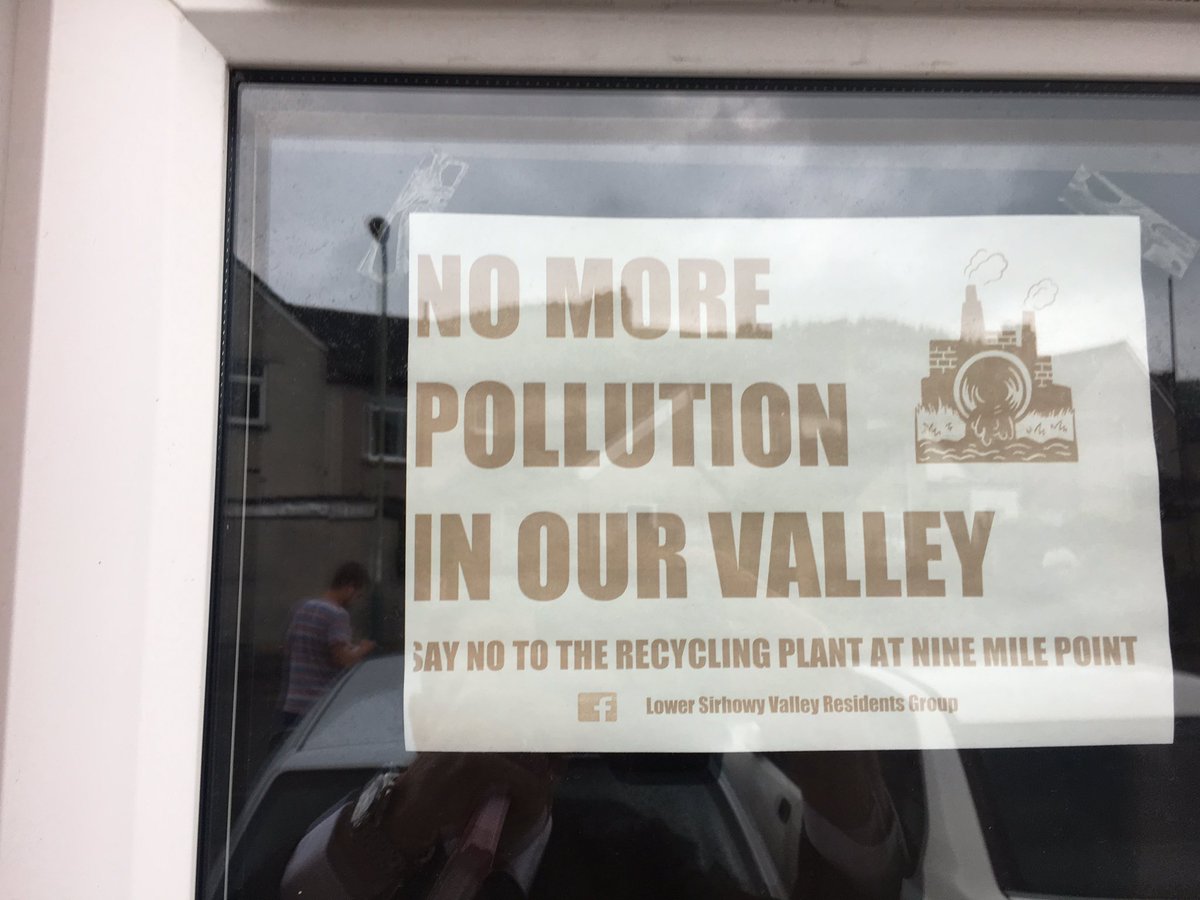 NO MORE
POLLUTION
IN OUR VALLEY
SAY NO TO THE RECYCLING PLANT AT NINE MILE POINT
f Lower Sirhowy Valley Residents Group